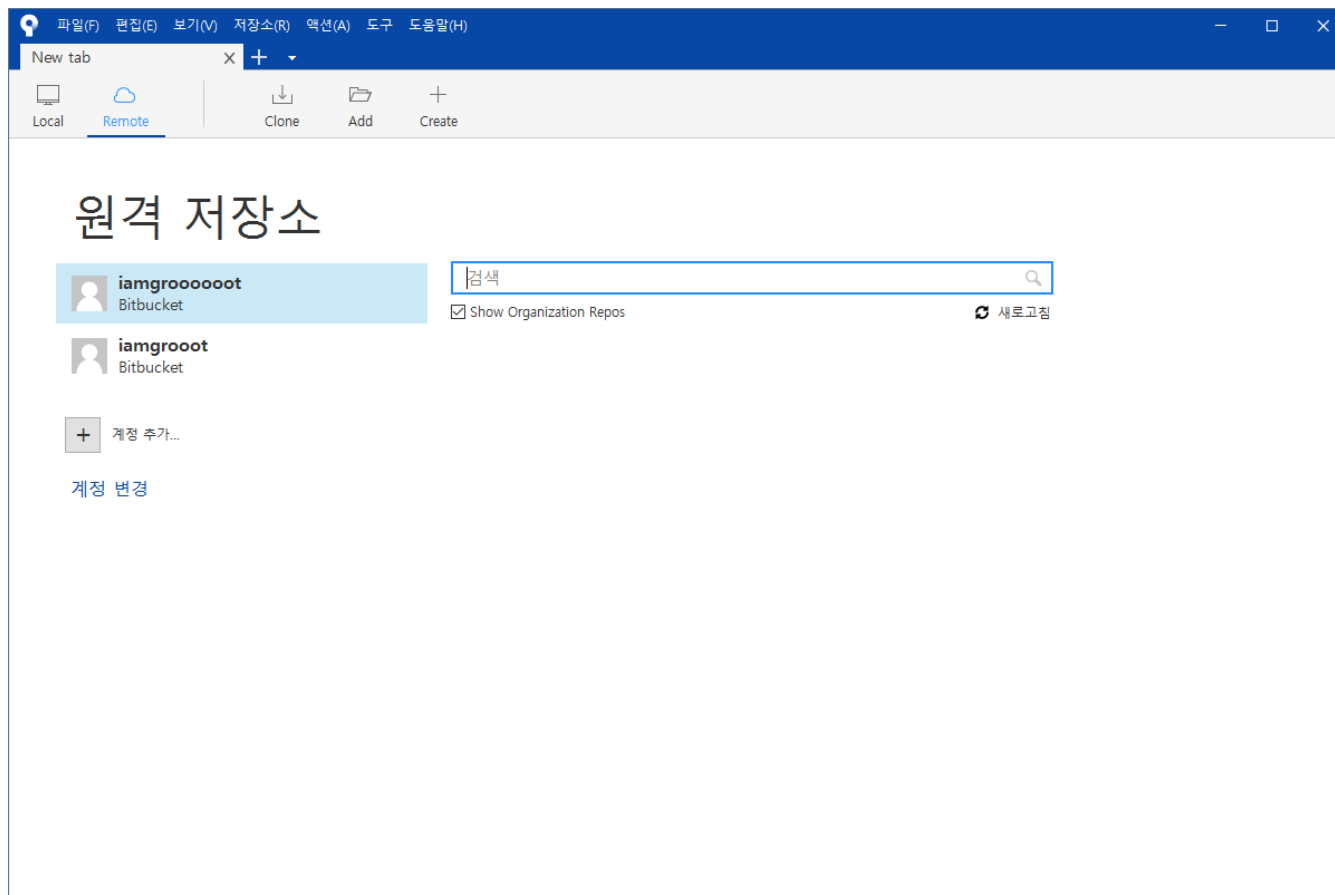 파일(F) 편집(E) 보기(V) 저장소(R) 액션(A) 도구 도움말(H)
New tab
Local Remote Clone Add Create
원격 저장소
iamgroooooot
Bitbucket
검색
Show Organization Repos 새로고침
iamgrooot
Bitbucket
계정 추가...
계정 변경